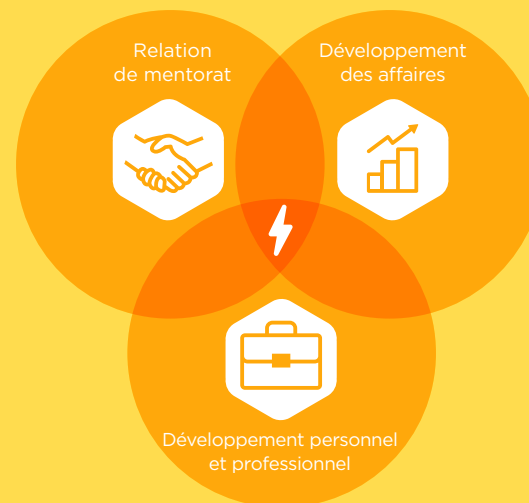 Relation
de mentorat
Développement
des affaires
Développement personnel
et professionnel